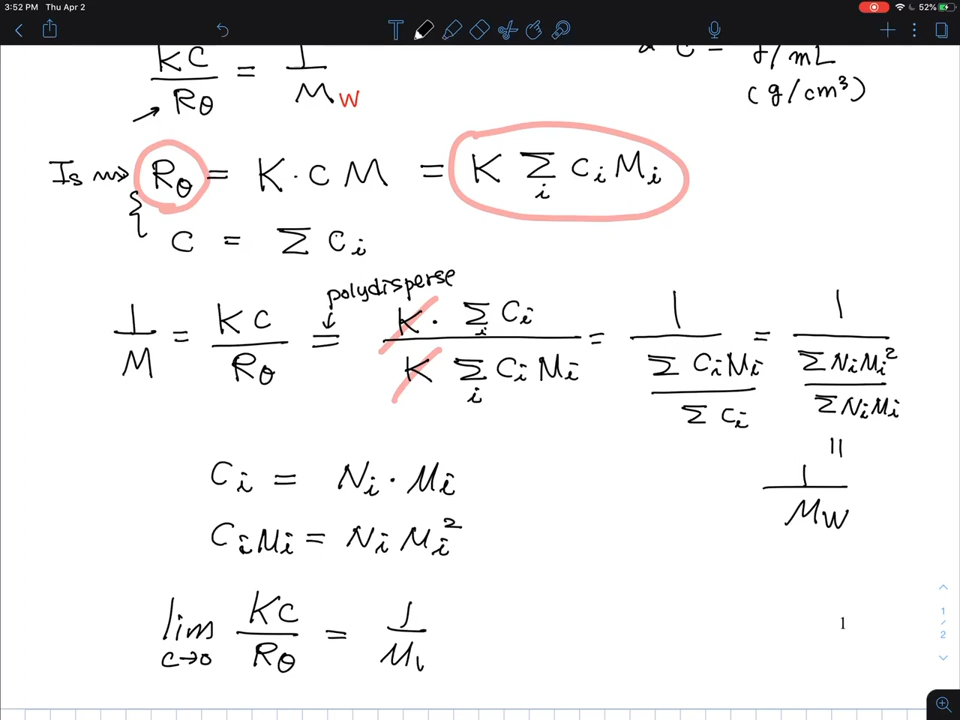 3:52 PM Thu Apr 2
52%
KC/Rθ = 1/Mw
C = g/mL
(g/cm³)
Is ⇝ Rθ = K·CM = K Σi CiMi
C = Σ Ci
polydisperse
1/M = KC/Rθ = K·Σi Ci / K Σi CiMi = 1/(Σ CiMi / Σ Ci) = 1/(Σ NiMi² / Σ NiMi)
=
1/Mw
Ci = Ni·Mi
CiMi = NiMi²
lim C→0 KC/Rθ = 1/M
1
1/2